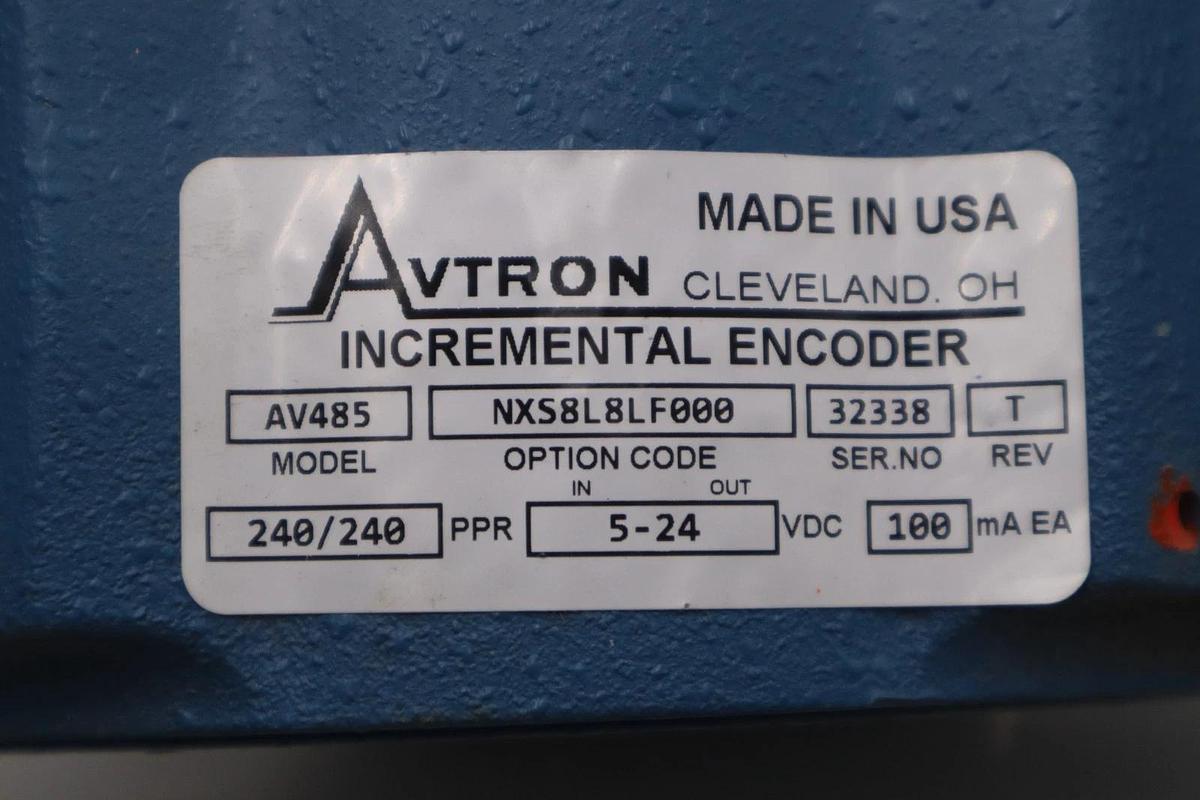 MADE IN USA
AVTRON CLEVELAND. OH
INCREMENTAL ENCODER
AV485 NXS8L8LF000 32338 T
MODEL OPTION CODE SER.NO REV
IN OUT
240/240 PPR 5-24 VDC 100 mA EA